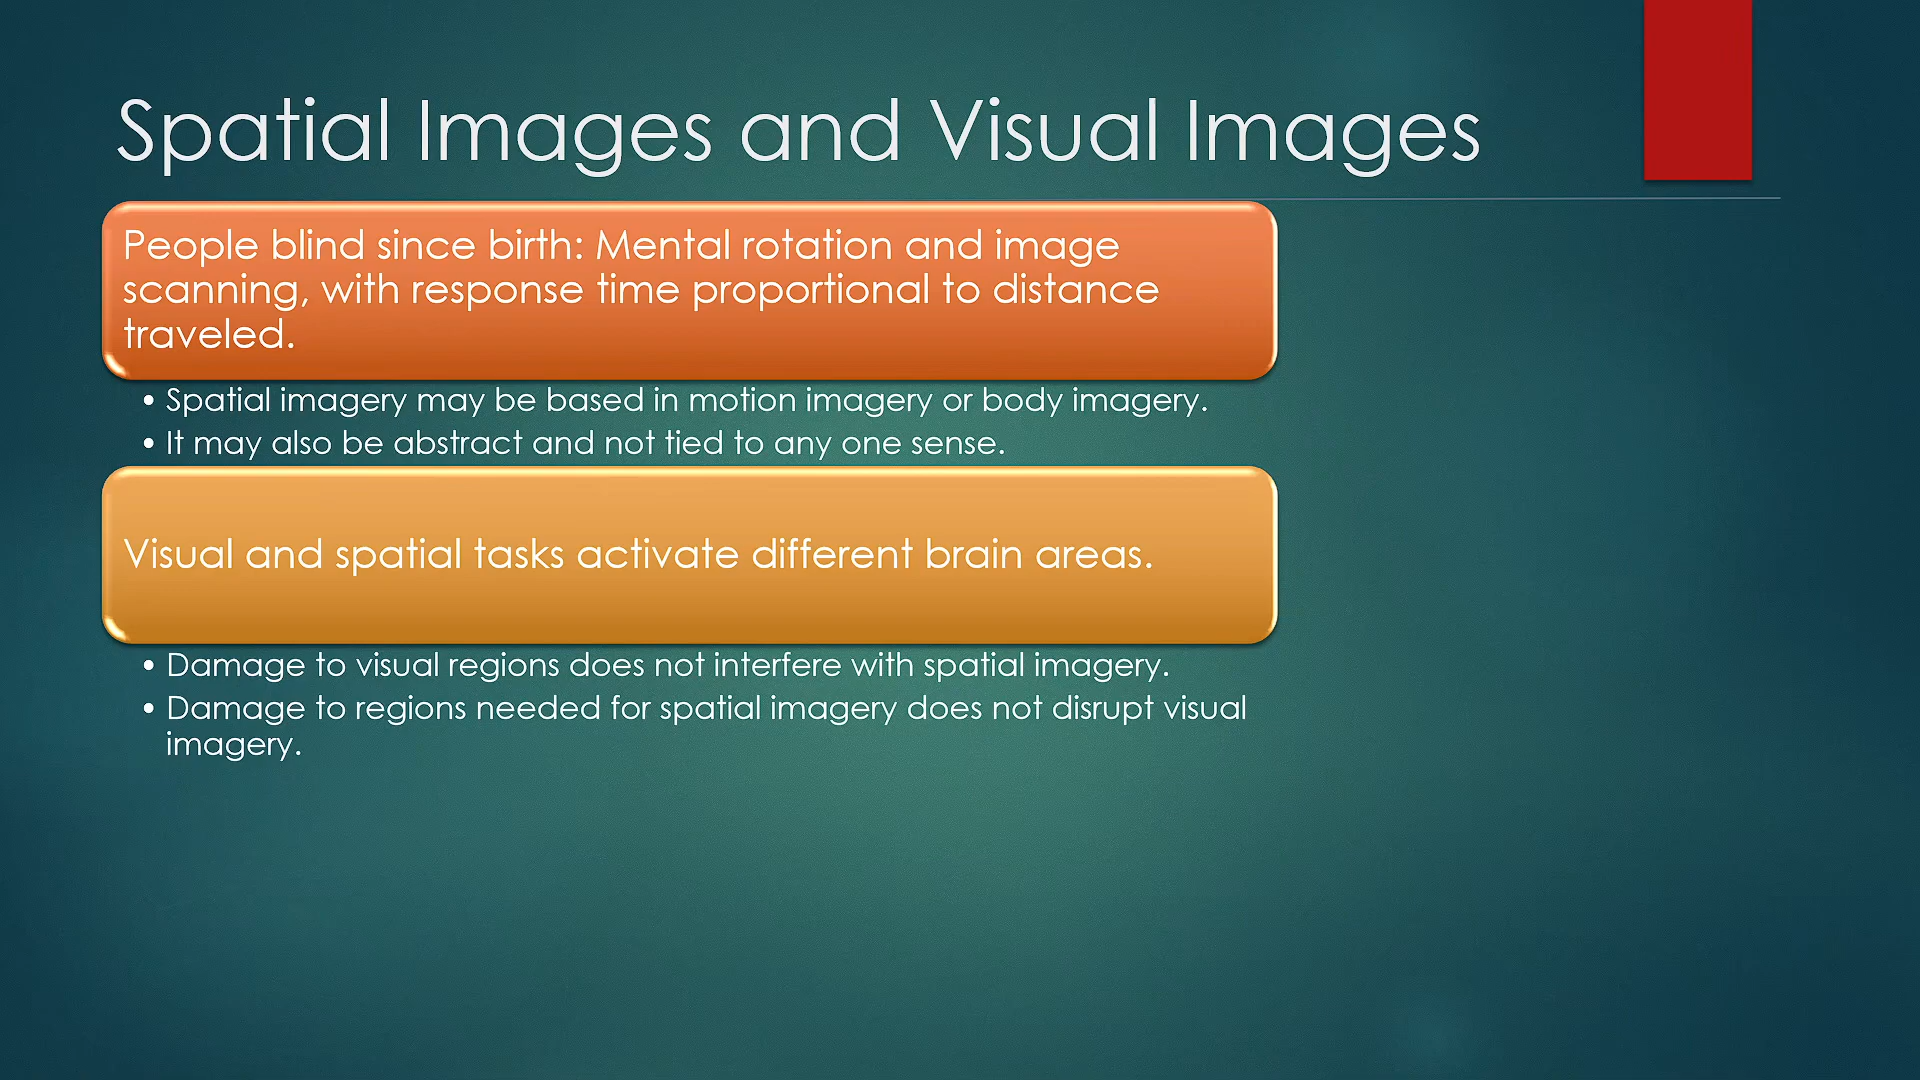 Spatial Images and Visual Images
People blind since birth: Mental rotation and image
scanning, with response time proportional to distance
traveled.
• Spatial imagery may be based in motion imagery or body imagery.
• It may also be abstract and not tied to any one sense.
Visual and spatial tasks activate different brain areas.
• Damage to visual regions does not interfere with spatial imagery.
• Damage to regions needed for spatial imagery does not disrupt visual
imagery.